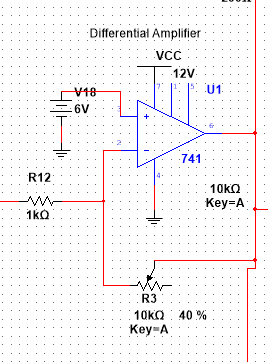 200Ω
Differential Amplifier
VCC
12V
U1
V18
6V
7
1
5
3
+
6
2
−
741
4
R12
1kΩ
10kΩ
Key=A
R3
10kΩ 40 %
Key=A